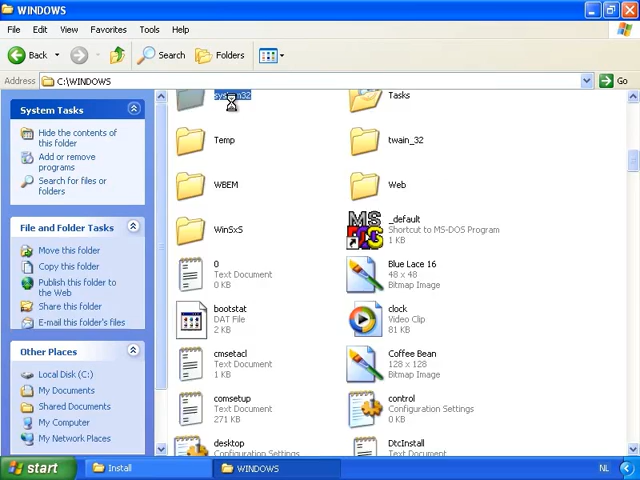 WINDOWS
File Edit View Favorites Tools Help
Back Search Folders
Address C:\WINDOWS Go
System Tasks
Hide the contents of
this folder
Add or remove
programs
Search for files or
folders
File and Folder Tasks
Move this folder
Copy this folder
Publish this folder to
the Web
Share this folder
E-mail this folder's files
Other Places
Local Disk (C:)
My Documents
Shared Documents
My Computer
My Network Places
system32 Tasks
Temp twain_32
WBEM Web
WinSxS
_default
Shortcut to MS-DOS Program
1 KB
0
Text Document
0 KB
Blue Lace 16
48 x 48
Bitmap Image
bootstat
DAT File
2 KB
clock
Video Clip
81 KB
cmsetacl
Text Document
1 KB
Coffee Bean
128 x 128
Bitmap Image
comsetup
Text Document
271 KB
control
Configuration Settings
0 KB
desktop
Configuration Settings
DtcInstall
Text Document
start Install WINDOWS NL